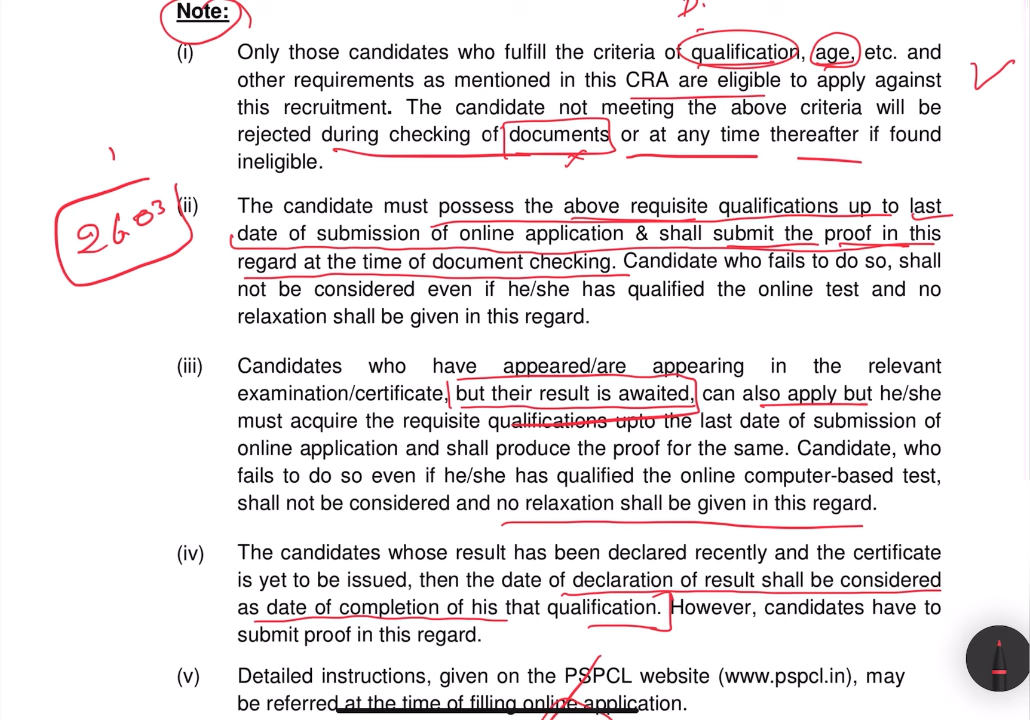 Note:
(i) Only those candidates who fulfill the criteria of qualification, age, etc. and
other requirements as mentioned in this CRA are eligible to apply against
this recruitment. The candidate not meeting the above criteria will be
rejected during checking of documents or at any time thereafter if found
ineligible.
(ii) The candidate must possess the above requisite qualifications up to last
date of submission of online application & shall submit the proof in this
regard at the time of document checking. Candidate who fails to do so, shall
not be considered even if he/she has qualified the online test and no
relaxation shall be given in this regard.
(iii) Candidates who have appeared/are appearing in the relevant
examination/certificate, but their result is awaited, can also apply but he/she
must acquire the requisite qualifications upto the last date of submission of
online application and shall produce the proof for the same. Candidate, who
fails to do so even if he/she has qualified the online computer-based test,
shall not be considered and no relaxation shall be given in this regard.
(iv) The candidates whose result has been declared recently and the certificate
is yet to be issued, then the date of declaration of result shall be considered
as date of completion of his that qualification. However, candidates have to
submit proof in this regard.
(v) Detailed instructions, given on the PSPCL website (www.pspcl.in), may
be referred at the time of filling online application.